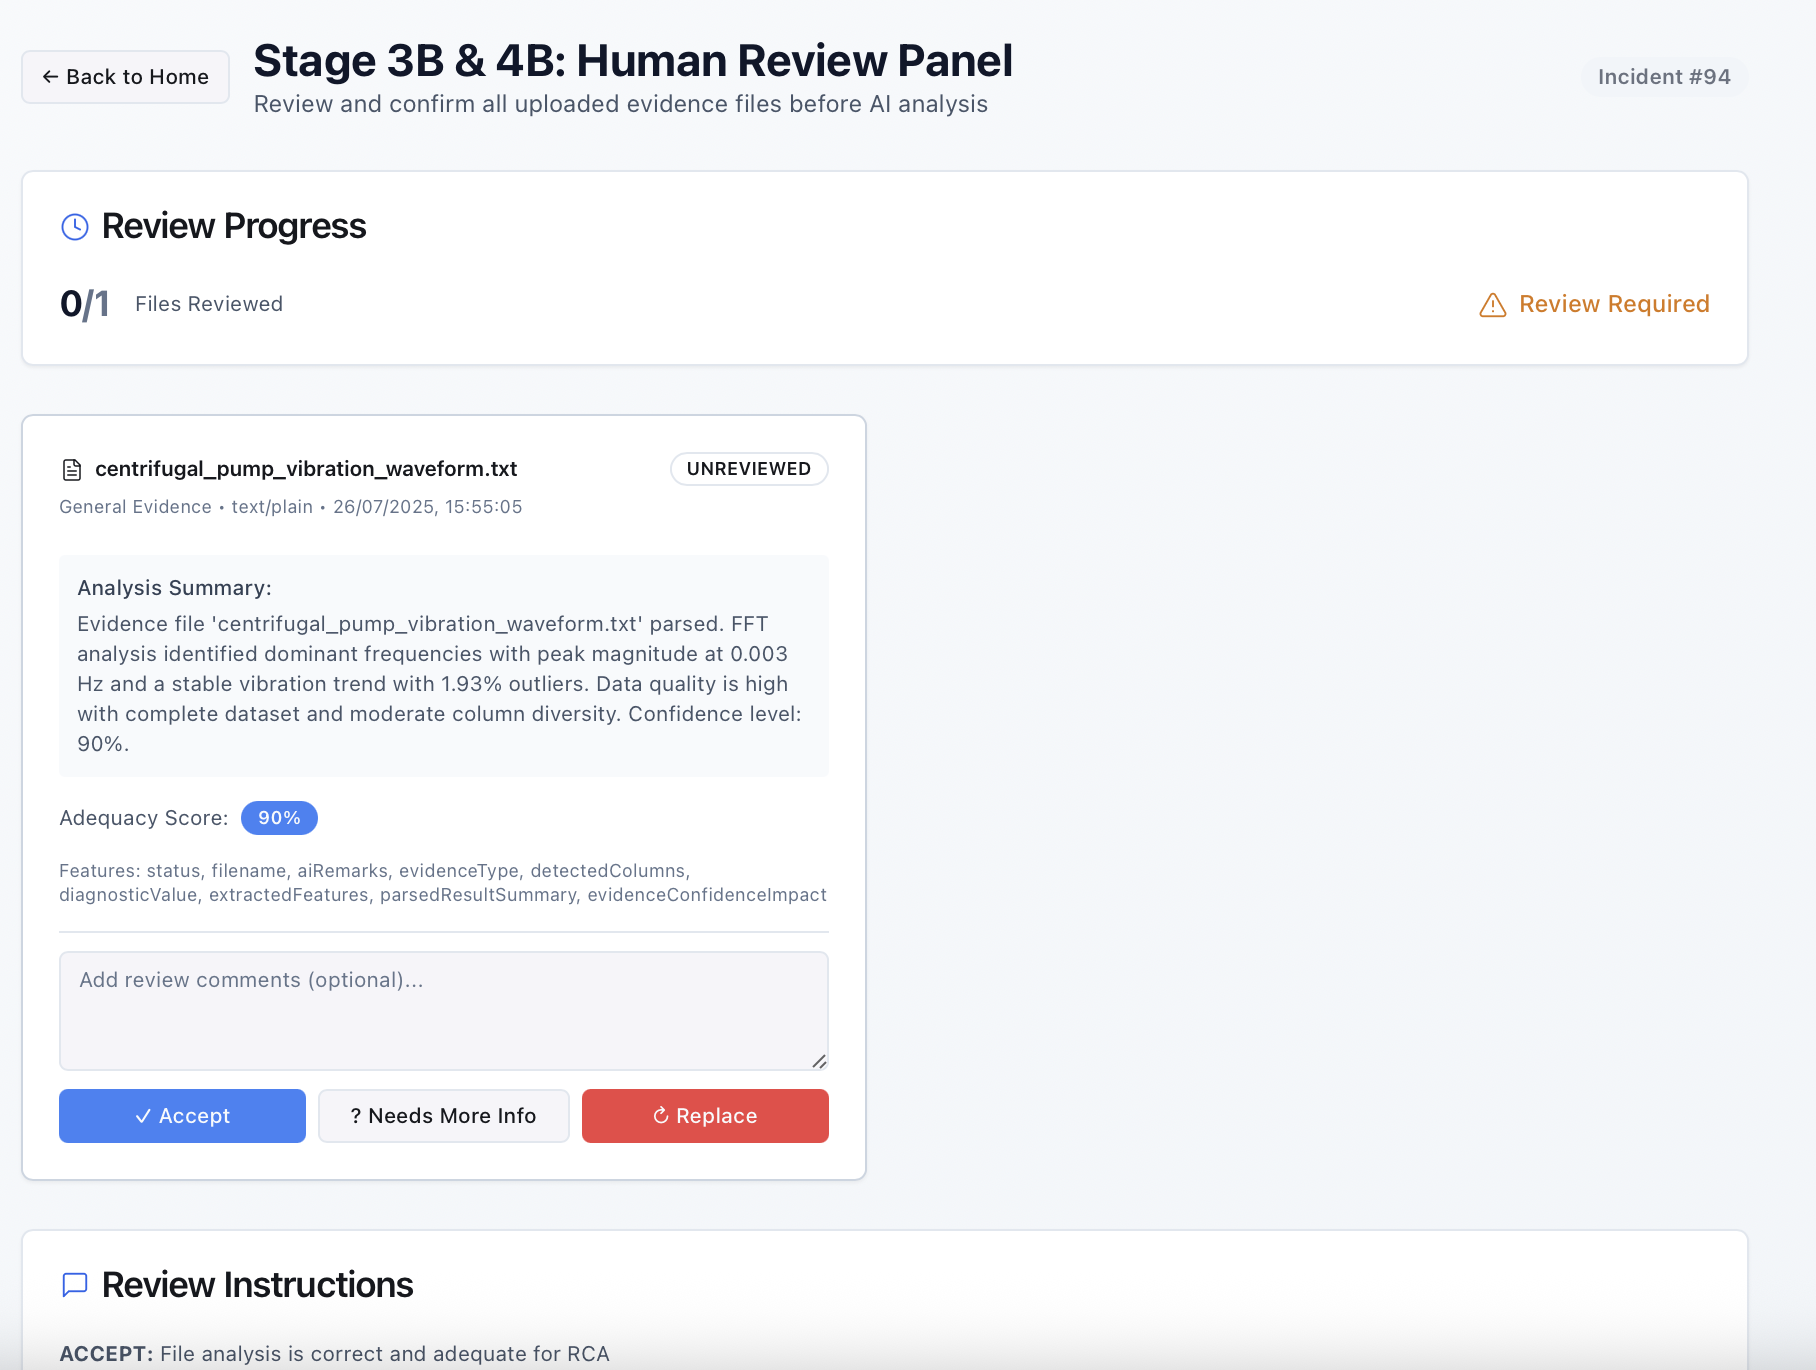 ← Back to Home
Stage 3B & 4B: Human Review Panel
Review and confirm all uploaded evidence files before AI analysis
Incident #94
Review Progress
0/1 Files Reviewed
Review Required
centrifugal_pump_vibration_waveform.txt
UNREVIEWED
General Evidence • text/plain • 26/07/2025, 15:55:05
Analysis Summary:
Evidence file 'centrifugal_pump_vibration_waveform.txt' parsed. FFT
analysis identified dominant frequencies with peak magnitude at 0.003
Hz and a stable vibration trend with 1.93% outliers. Data quality is high
with complete dataset and moderate column diversity. Confidence level:
90%.
Adequacy Score: 90%
Features: status, filename, aiRemarks, evidenceType, detectedColumns,
diagnosticValue, extractedFeatures, parsedResultSummary, evidenceConfidenceImpact
Add review comments (optional)...
✓ Accept
? Needs More Info
↻ Replace
Review Instructions
ACCEPT: File analysis is correct and adequate for RCA